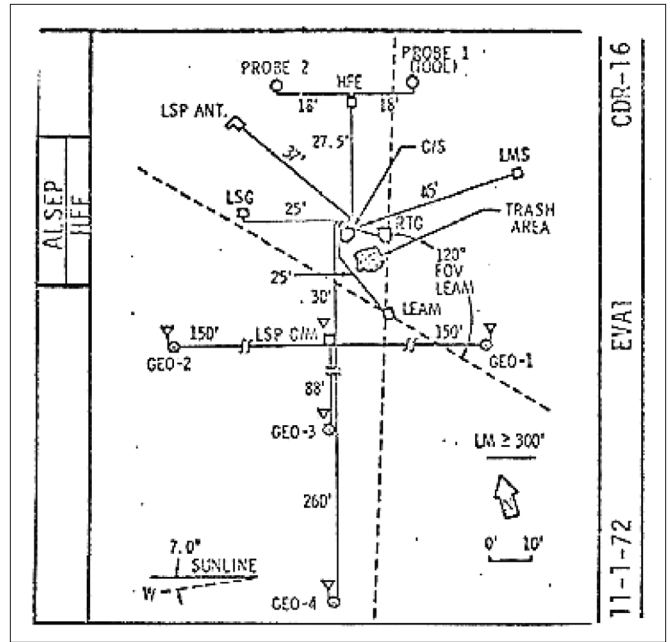 PROBE 2
PROBE 1
(TOOL)
HFE
18'
18'
LSP ANT.
27.5'
C/S
37'
LMS
45'
LSG
25'
RTG
TRASH
AREA
120°
FOV
LEAM
25'
30'
LEAM
150'
LSP G/M
150'
GEO-2
GEO-1
88'
GEO-3
LM ≥ 300'
260'
7.0°
SUNLINE
W
0' 10'
GEO-4
ALSEP
HFE
CDR-16
EVA1
11-1-72